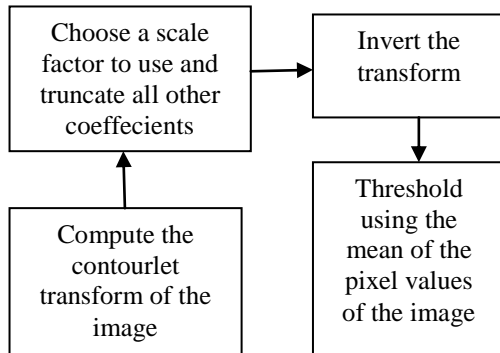 Choose a scale
factor to use and
truncate all other
coeffecients
Invert the
transform
Threshold
using the
mean of the
pixel values
of the image
Compute the
contourlet
transform of the
image